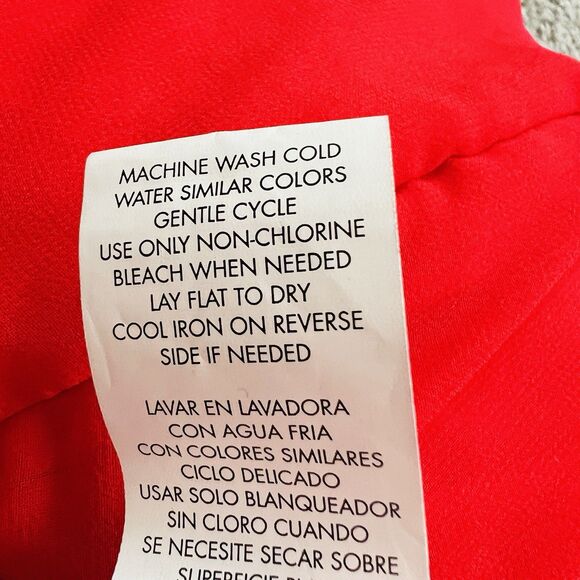 MACHINE WASH COLD
WATER SIMILAR COLORS
GENTLE CYCLE
USE ONLY NON-CHLORINE
BLEACH WHEN NEEDED
LAY FLAT TO DRY
COOL IRON ON REVERSE
SIDE IF NEEDED
LAVAR EN LAVADORA
CON AGUA FRIA
CON COLORES SIMILARES
CICLO DELICADO
USAR SOLO BLANQUEADOR
SIN CLORO CUANDO
SE NECESITE SECAR SOBRE
SUPERFICIE